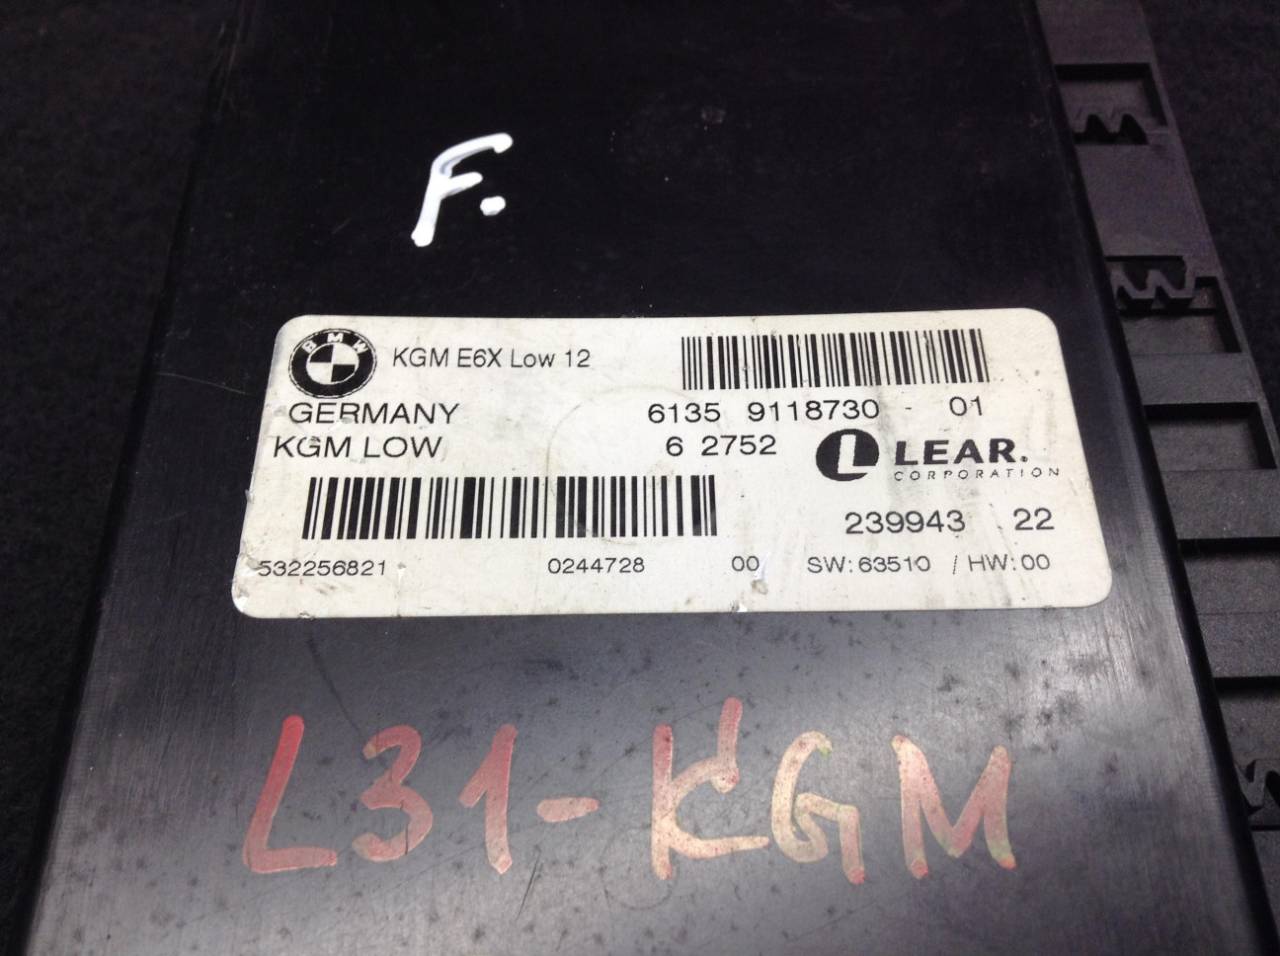 F.
BMW
KGM E6X Low 12
GERMANY 6135 9118730 - 01
KGM LOW 6 2752 L LEAR.
CORPORATION
239943 22
532256821 0244728 00 SW:63510 / HW:00
L31-KGM